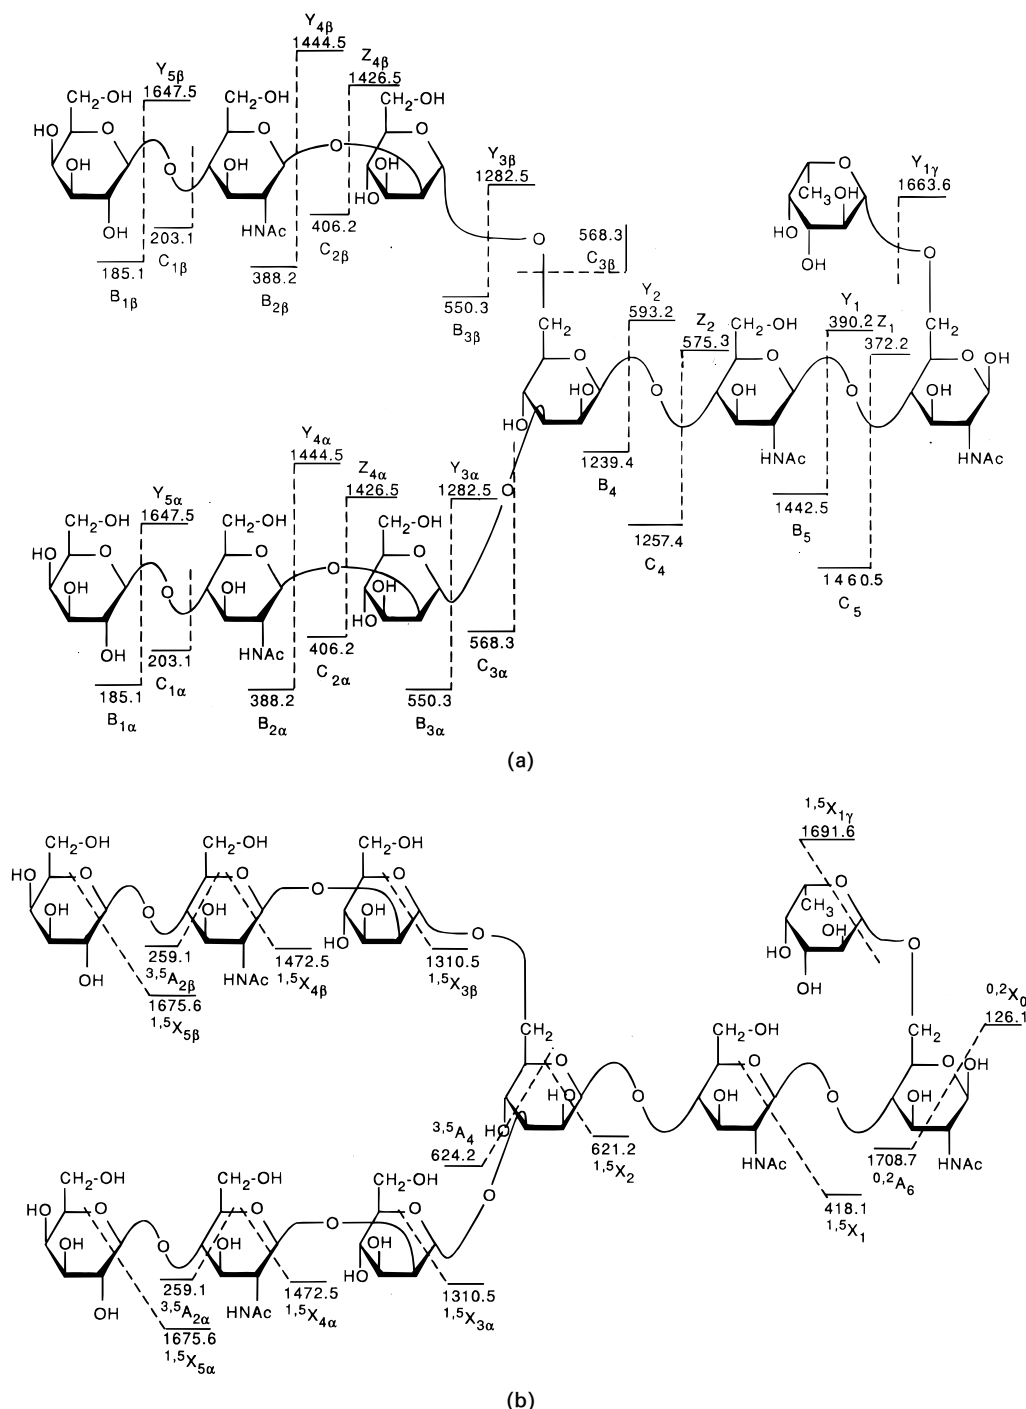 Y4β
1444.5
Y5β
1647.5
Z4β
1426.5
CH2-OH
CH2-OH
CH2-OH
HO
O
O
O
OH
O
OH
O
OH
HO
OH
HNAc
Y3β
1282.5
203.1
C1β
185.1
B1β
388.2
B2β
406.2
C2β
O
568.3
C3β
550.3
B3β
O
CH3
OH
HO
OH
Y1γ
1663.6
O
CH2
Y2
593.2
Z2
575.3
CH2-OH
Y1
390.2
Z1
372.2
CH2
O
HO
HO
O
O
OH
HNAc
O
O
OH
OH
HNAc
1239.4
B4
1257.4
C4
1442.5
B5
1460.5
C5
Y4α
1444.5
Y5α
1647.5
Z4α
1426.5
Y3α
1282.5
O
CH2-OH
CH2-OH
CH2-OH
HO
O
O
O
OH
O
OH
O
OH
HO
OH
HNAc
203.1
C1α
185.1
B1α
388.2
B2α
406.2
C2α
550.3
B3α
568.3
C3α
(a)
1,5X1γ
1691.6
CH2-OH
CH2-OH
CH2-OH
HO
O
O
O
OH
O
OH
O
OH
HO
OH
HNAc
O
259.1
3,5A2β
1675.6
1,5X5β
1472.5
1,5X4β
1310.5
1,5X3β
O
CH3
OH
HO
OH
O
0,2X0
126.1
CH2
CH2-OH
CH2
O
HO
HO
O
O
OH
HNAc
O
O
OH
OH
HNAc
3,5A4
624.2
621.2
1,5X2
418.1
1,5X1
1708.7
0,2A6
CH2-OH
CH2-OH
CH2-OH
O
HO
O
O
O
OH
O
OH
O
OH
HO
OH
HNAc
259.1
3,5A2α
1675.6
1,5X5α
1472.5
1,5X4α
1310.5
1,5X3α
(b)